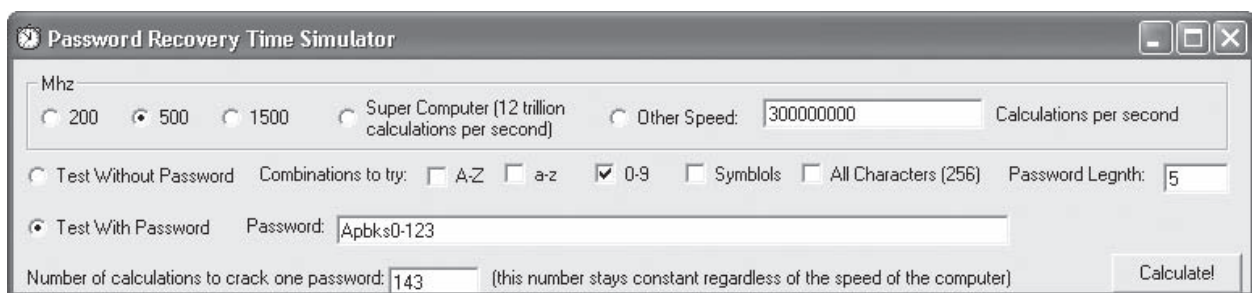 Password Recovery Time Simulator
Mhz
200 500 1500 Super Computer (12 trillion calculations per second) Other Speed: 300000000 Calculations per second
Test Without Password Combinations to try: A-Z a-z 0-9 Symblols All Characters (256) Password Legnth: 5
Test With Password Password: Apbks0-123
Number of calculations to crack one password: 143 (this number stays constant regardless of the speed of the computer) Calculate!